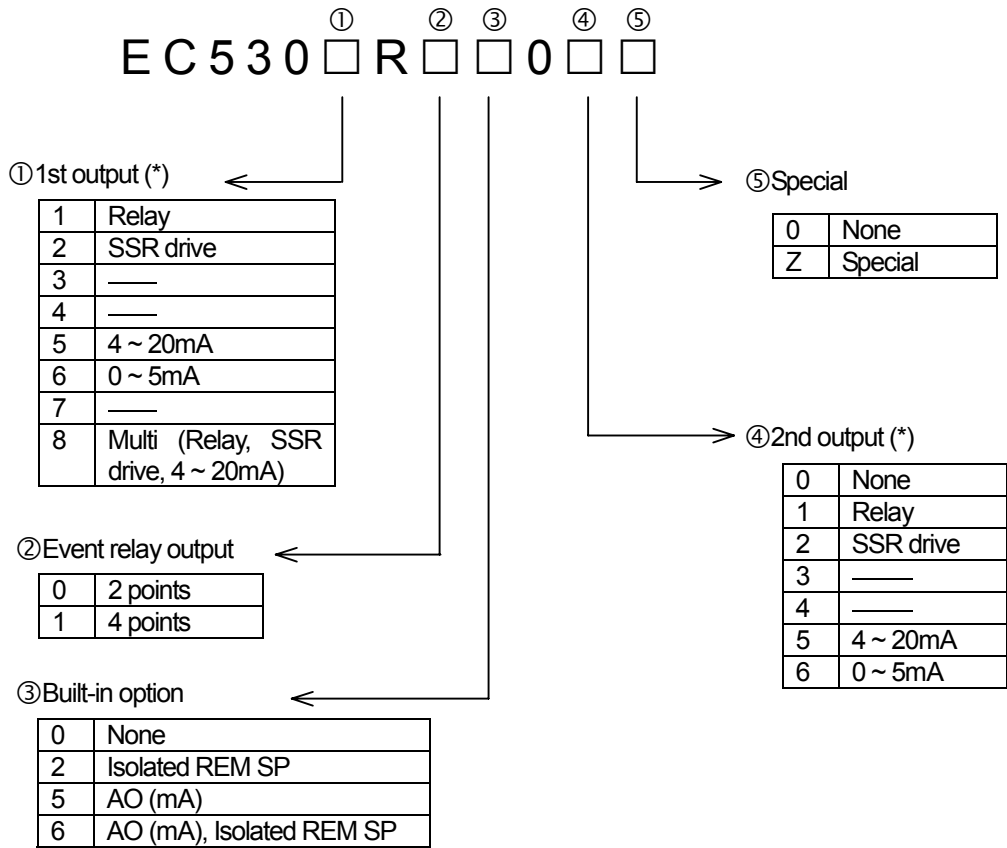 ① ② ③ ④ ⑤
EC530□R□□0□□
①1st output (*)
1 Relay
2 SSR drive
3 ——
4 ——
5 4 ~ 20mA
6 0 ~ 5mA
7 ——
8 Multi (Relay, SSR
drive, 4 ~ 20mA)
②Event relay output
0 2 points
1 4 points
③Built-in option
0 None
2 Isolated REM SP
5 AO (mA)
6 AO (mA), Isolated REM SP
⑤Special
0 None
Z Special
④2nd output (*)
0 None
1 Relay
2 SSR drive
3 ——
4 ——
5 4 ~ 20mA
6 0 ~ 5mA